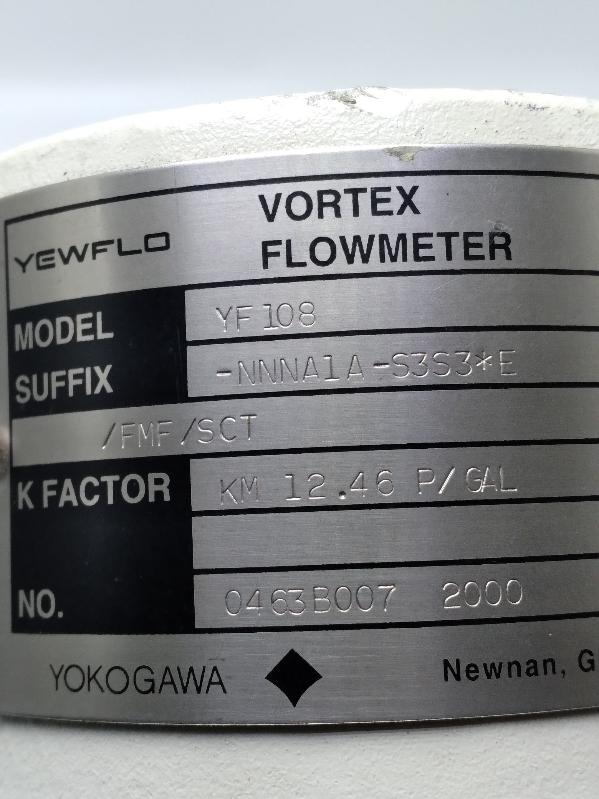 YEWFLO
VORTEX
FLOWMETER
MODEL YF108
SUFFIX -NNNA1A-S3S3*E
/FMF/SCT
K FACTOR KM 12.46 P/GAL
NO. 0463B007 2000
YOKOGAWA Newnan, G